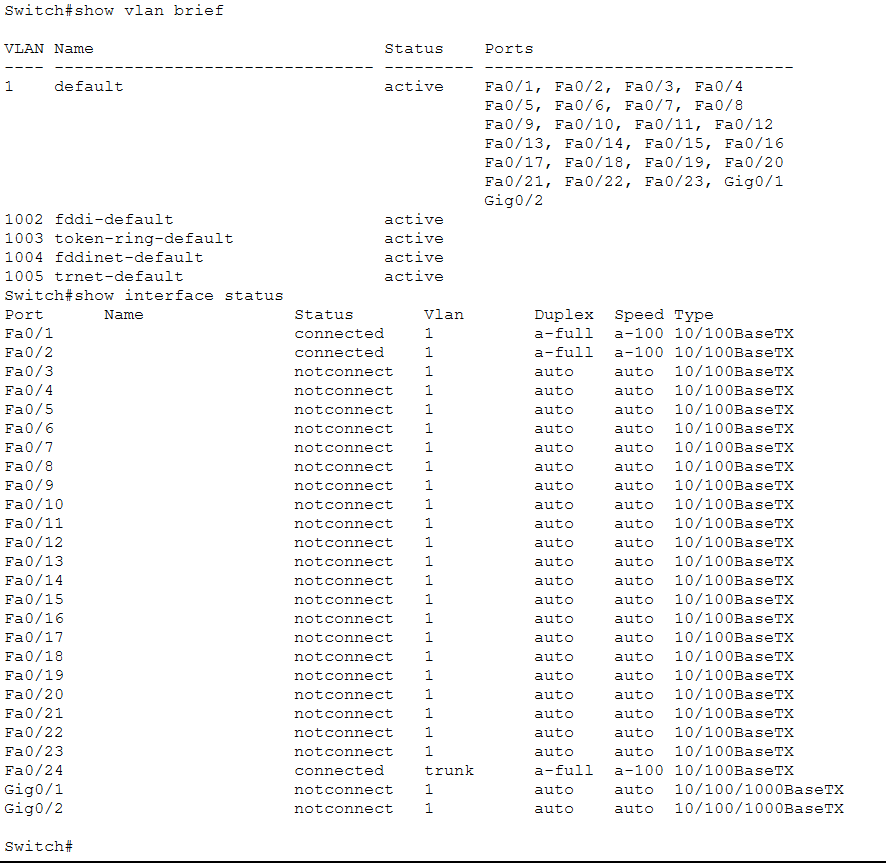 Switch#show vlan brief
VLAN Name                             Status    Ports
---- -------------------------------- --------- -------------------------------
1    default                          active    Fa0/1, Fa0/2, Fa0/3, Fa0/4
                                                Fa0/5, Fa0/6, Fa0/7, Fa0/8
                                                Fa0/9, Fa0/10, Fa0/11, Fa0/12
                                                Fa0/13, Fa0/14, Fa0/15, Fa0/16
                                                Fa0/17, Fa0/18, Fa0/19, Fa0/20
                                                Fa0/21, Fa0/22, Fa0/23, Gig0/1
                                                Gig0/2
1002 fddi-default                     active
1003 token-ring-default               active
1004 fddinet-default                  active
1005 trnet-default                    active
Switch#show interface status
Port      Name               Status       Vlan       Duplex  Speed Type
Fa0/1                        connected    1          a-full  a-100 10/100BaseTX
Fa0/2                        connected    1          a-full  a-100 10/100BaseTX
Fa0/3                        notconnect   1          auto    auto  10/100BaseTX
Fa0/4                        notconnect   1          auto    auto  10/100BaseTX
Fa0/5                        notconnect   1          auto    auto  10/100BaseTX
Fa0/6                        notconnect   1          auto    auto  10/100BaseTX
Fa0/7                        notconnect   1          auto    auto  10/100BaseTX
Fa0/8                        notconnect   1          auto    auto  10/100BaseTX
Fa0/9                        notconnect   1          auto    auto  10/100BaseTX
Fa0/10                       notconnect   1          auto    auto  10/100BaseTX
Fa0/11                       notconnect   1          auto    auto  10/100BaseTX
Fa0/12                       notconnect   1          auto    auto  10/100BaseTX
Fa0/13                       notconnect   1          auto    auto  10/100BaseTX
Fa0/14                       notconnect   1          auto    auto  10/100BaseTX
Fa0/15                       notconnect   1          auto    auto  10/100BaseTX
Fa0/16                       notconnect   1          auto    auto  10/100BaseTX
Fa0/17                       notconnect   1          auto    auto  10/100BaseTX
Fa0/18                       notconnect   1          auto    auto  10/100BaseTX
Fa0/19                       notconnect   1          auto    auto  10/100BaseTX
Fa0/20                       notconnect   1          auto    auto  10/100BaseTX
Fa0/21                       notconnect   1          auto    auto  10/100BaseTX
Fa0/22                       notconnect   1          auto    auto  10/100BaseTX
Fa0/23                       notconnect   1          auto    auto  10/100BaseTX
Fa0/24                       connected    trunk      a-full  a-100 10/100BaseTX
Gig0/1                       notconnect   1          auto    auto  10/100/1000BaseTX
Gig0/2                       notconnect   1          auto    auto  10/100/1000BaseTX
Switch#